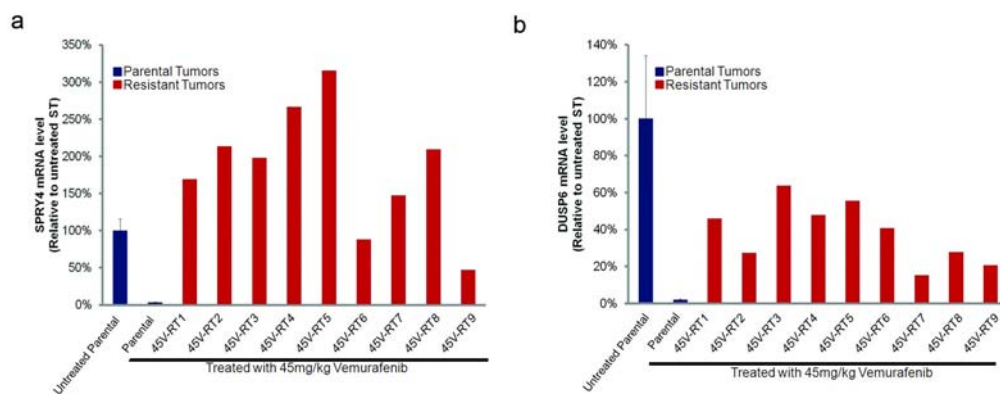 a
SPRY4 mRNA level
(Relative to untreated ST)
350%
300%
250%
200%
150%
100%
50%
0%
Parental Tumors
Resistant Tumors
Untreated Parental
Parental
45V-RT1
45V-RT2
45V-RT3
45V-RT4
45V-RT5
45V-RT6
45V-RT7
45V-RT8
45V-RT9
Treated with 45mg/kg Vemurafenib
b
DUSP6 mRNA level
(Relative to untreated ST)
140%
120%
100%
80%
60%
40%
20%
0%
Parental Tumors
Resistant Tumors
Untreated Parental
Parental
45V-RT1
45V-RT2
45V-RT3
45V-RT4
45V-RT5
45V-RT6
45V-RT7
45V-RT8
45V-RT9
Treated with 45mg/kg Vemurafenib